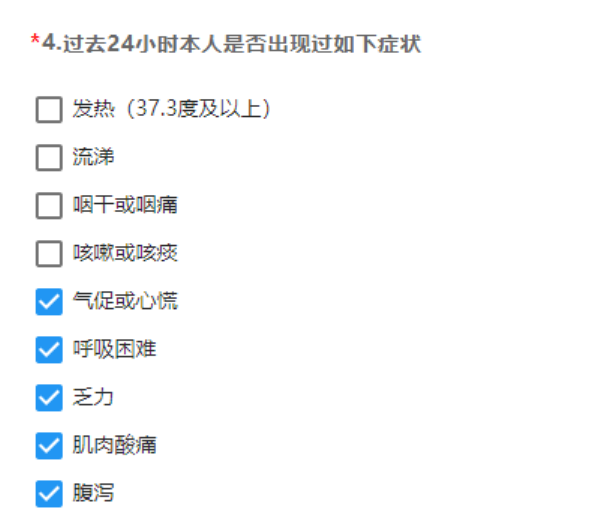 *4.过去24小时本人是否出现过如下症状
发热（37.3度及以上）
流涕
咽干或咽痛
咳嗽或咳痰
气促或心慌
呼吸困难
乏力
肌肉酸痛
腹泻